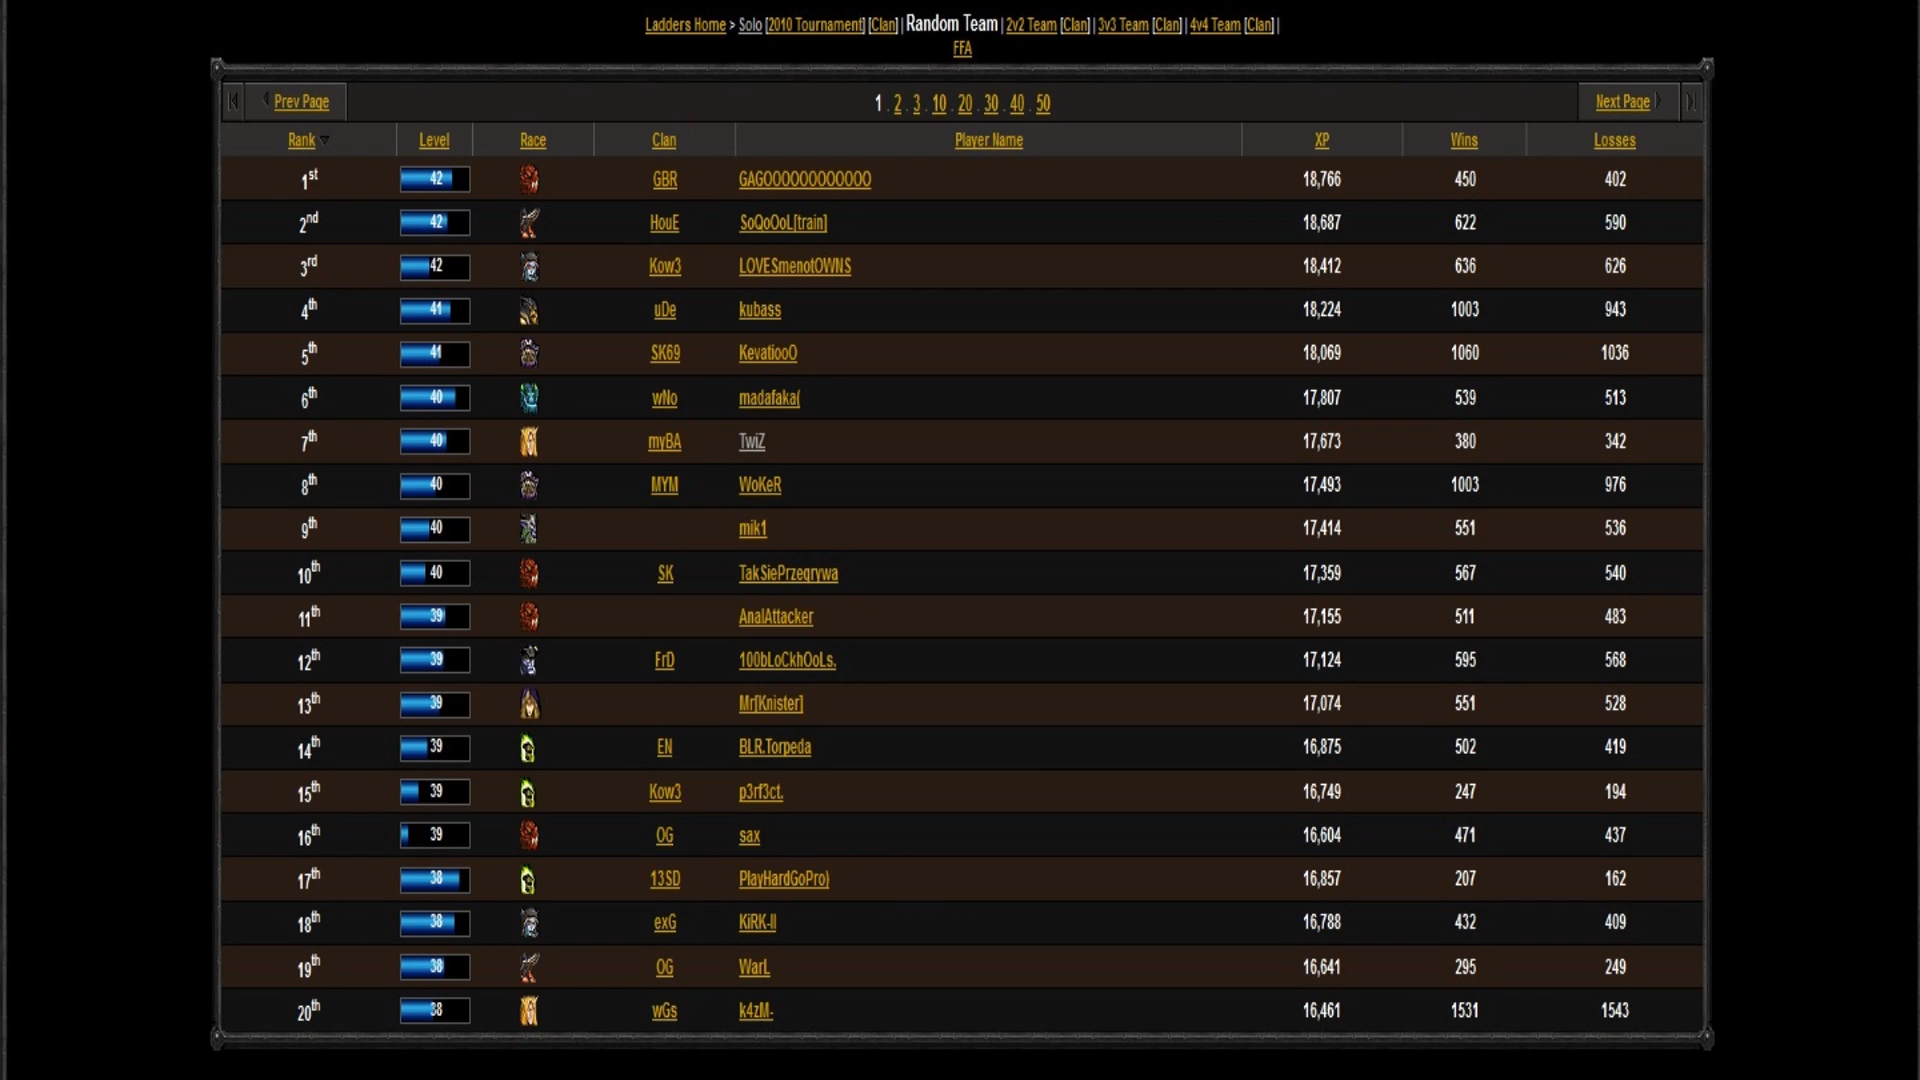 Ladders Home > Solo [2010 Tournament] [Clan] | Random Team | 2v2 Team [Clan] | 3v3 Team [Clan] | 4v4 Team [Clan] |
FFA
Prev Page 1 . 2 . 3 . 10 . 20 . 30 . 40 . 50 Next Page
Rank Level Race Clan Player Name XP Wins Losses
1st 42 GBR GAGOOOOOOOOOOOO 18,766 450 402
2nd 42 HouE SoQoOoL[train] 18,687 622 590
3rd 42 Kow3 LOVESmenotOWNS 18,412 636 626
4th 41 uDe kubass 18,224 1003 943
5th 41 SK69 KevatiooO 18,069 1060 1036
6th 40 wNo madafaka( 17,807 539 513
7th 40 myBA TwiZ 17,673 380 342
8th 40 MYM WoKeR 17,493 1003 976
9th 40 mik1 17,414 551 536
10th 40 SK TakSiePrzegrywa 17,359 567 540
11th 39 AnalAttacker 17,155 511 483
12th 39 FrD 100bLoCkhOoLs. 17,124 595 568
13th 39 Mr[Knister] 17,074 551 528
14th 39 EN BLR.Torpeda 16,875 502 419
15th 39 Kow3 p3rf3ct. 16,749 247 194
16th 39 OG sax 16,604 471 437
17th 38 13SD PlayHardGoPro) 16,857 207 162
18th 38 exG KiRK-II 16,788 432 409
19th 38 OG WarL 16,641 295 249
20th 38 wGs k4zM- 16,461 1531 1543